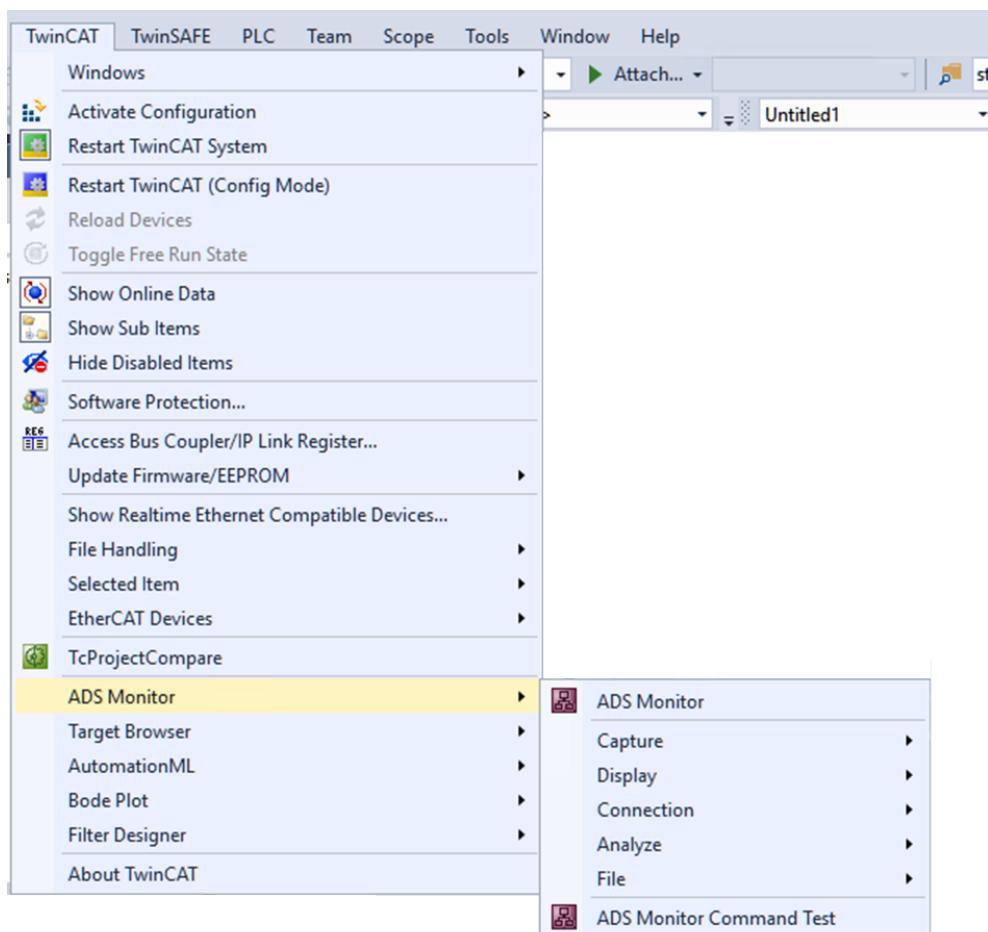 TwinCAT TwinSAFE PLC Team Scope Tools Window Help
Windows
Attach...
st
Activate Configuration
>
Untitled1
Restart TwinCAT System
Restart TwinCAT (Config Mode)
Reload Devices
Toggle Free Run State
Show Online Data
Show Sub Items
Hide Disabled Items
Software Protection...
REG
Access Bus Coupler/IP Link Register...
Update Firmware/EEPROM
Show Realtime Ethernet Compatible Devices...
File Handling
Selected Item
EtherCAT Devices
TcProjectCompare
ADS Monitor
Target Browser
AutomationML
Bode Plot
Filter Designer
About TwinCAT
ADS Monitor
Capture
Display
Connection
Analyze
File
ADS Monitor Command Test